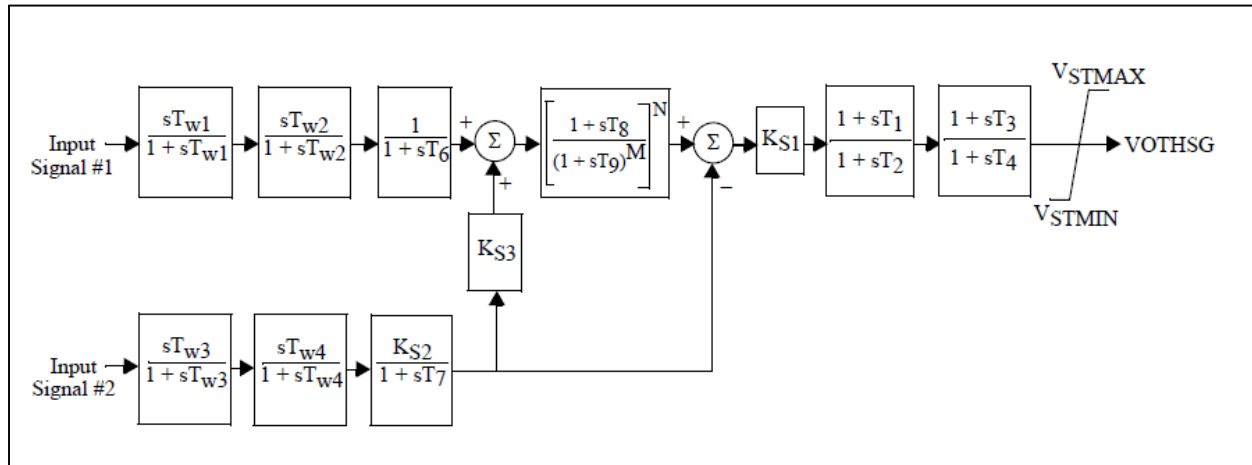 Input
Signal #1
sTw1
1 + sTw1
sTw2
1 + sTw2
1
1 + sT6
+
Σ
+
KS3
[1 + sT8
(1 + sT9)M]N
+
Σ
−
KS1
1 + sT1
1 + sT2
1 + sT3
1 + sT4
VSTMAX
VOTHSG
VSTMIN
Input
Signal #2
sTw3
1 + sTw3
sTw4
1 + sTw4
KS2
1 + sT7